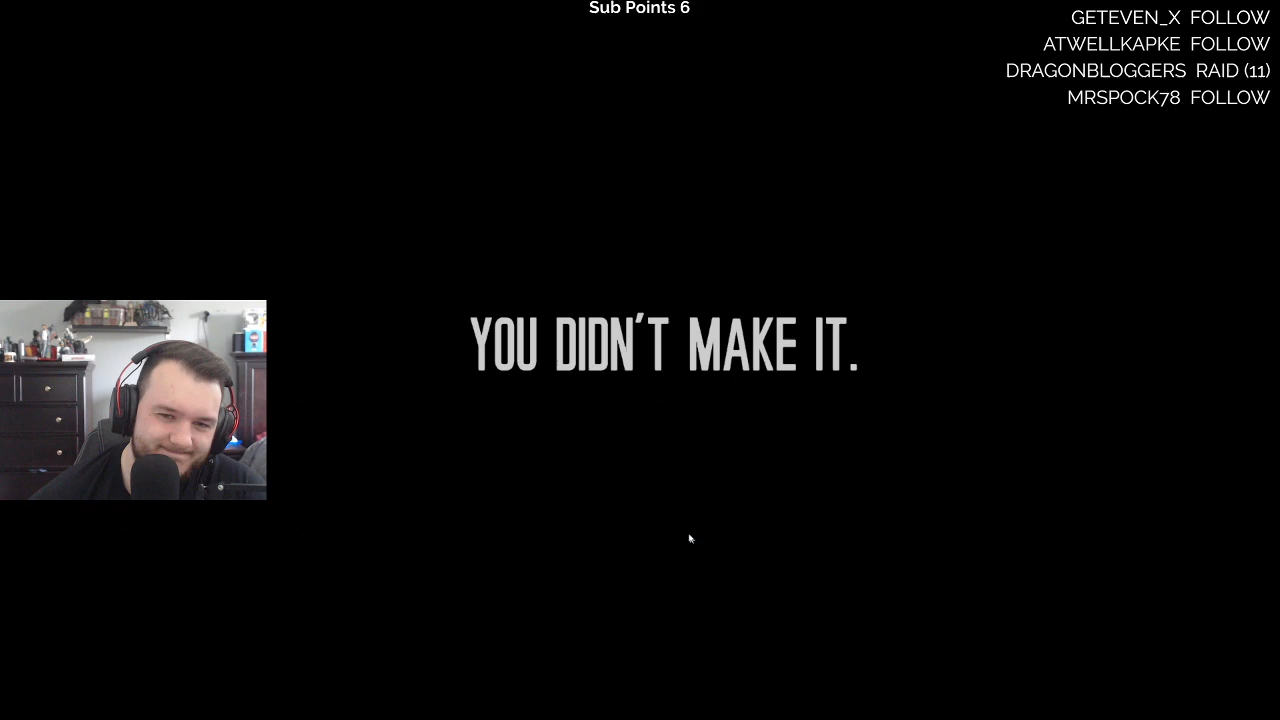 Sub Points 6
GETEVEN_X FOLLOW
ATWELLKAPKE FOLLOW
DRAGONBLOGGERS RAID (11)
MRSPOCK78 FOLLOW
YOU DIDN'T MAKE IT.